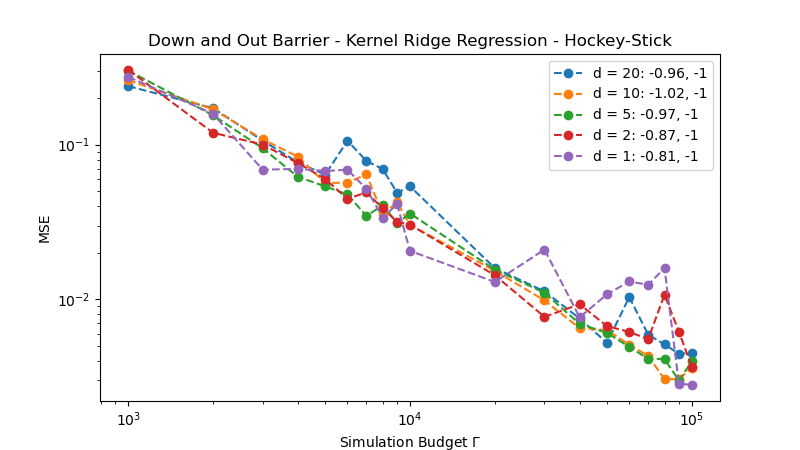 Down and Out Barrier - Kernel Ridge Regression - Hockey-Stick
d = 20: -0.96, -1
d = 10: -1.02, -1
d = 5: -0.97, -1
d = 2: -0.87, -1
d = 1: -0.81, -1
MSE
10⁻¹
10⁻²
10³
10⁴
10⁵
Simulation Budget Γ